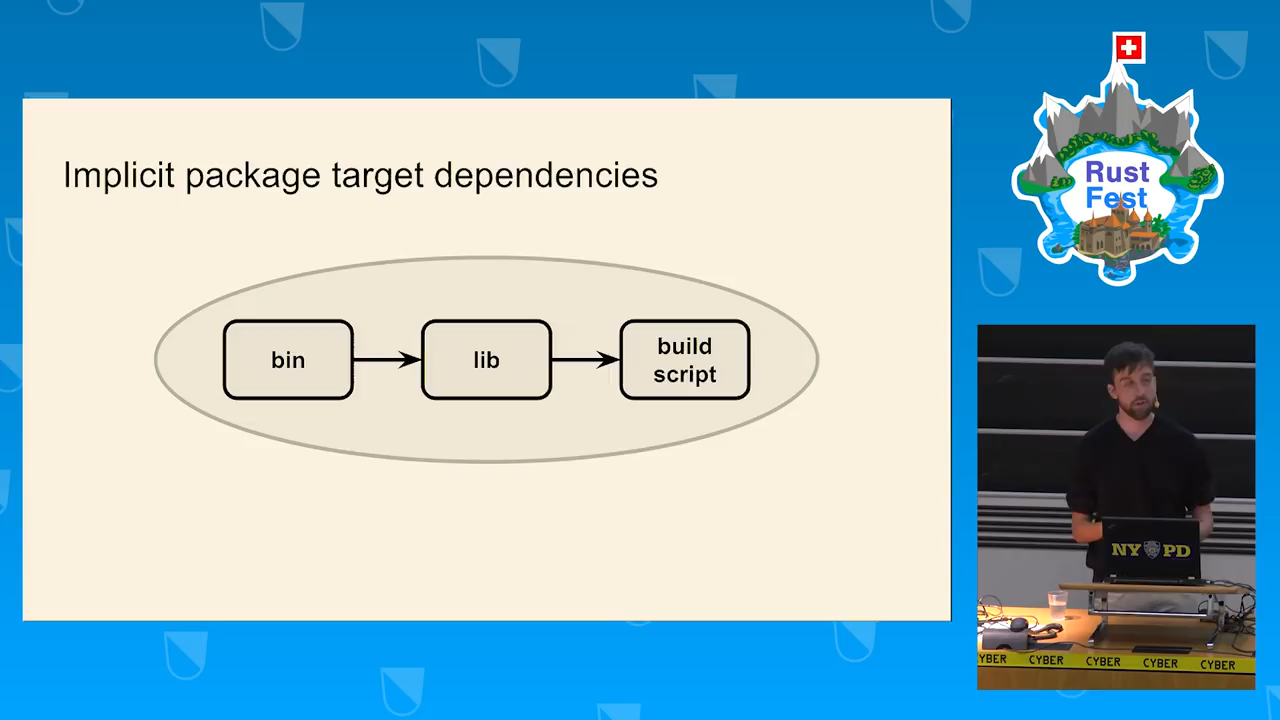 Implicit package target dependencies
bin
lib
build
script
Rust
Fest
NY PD
CYBER CYBER CYBER CYBER CYBER